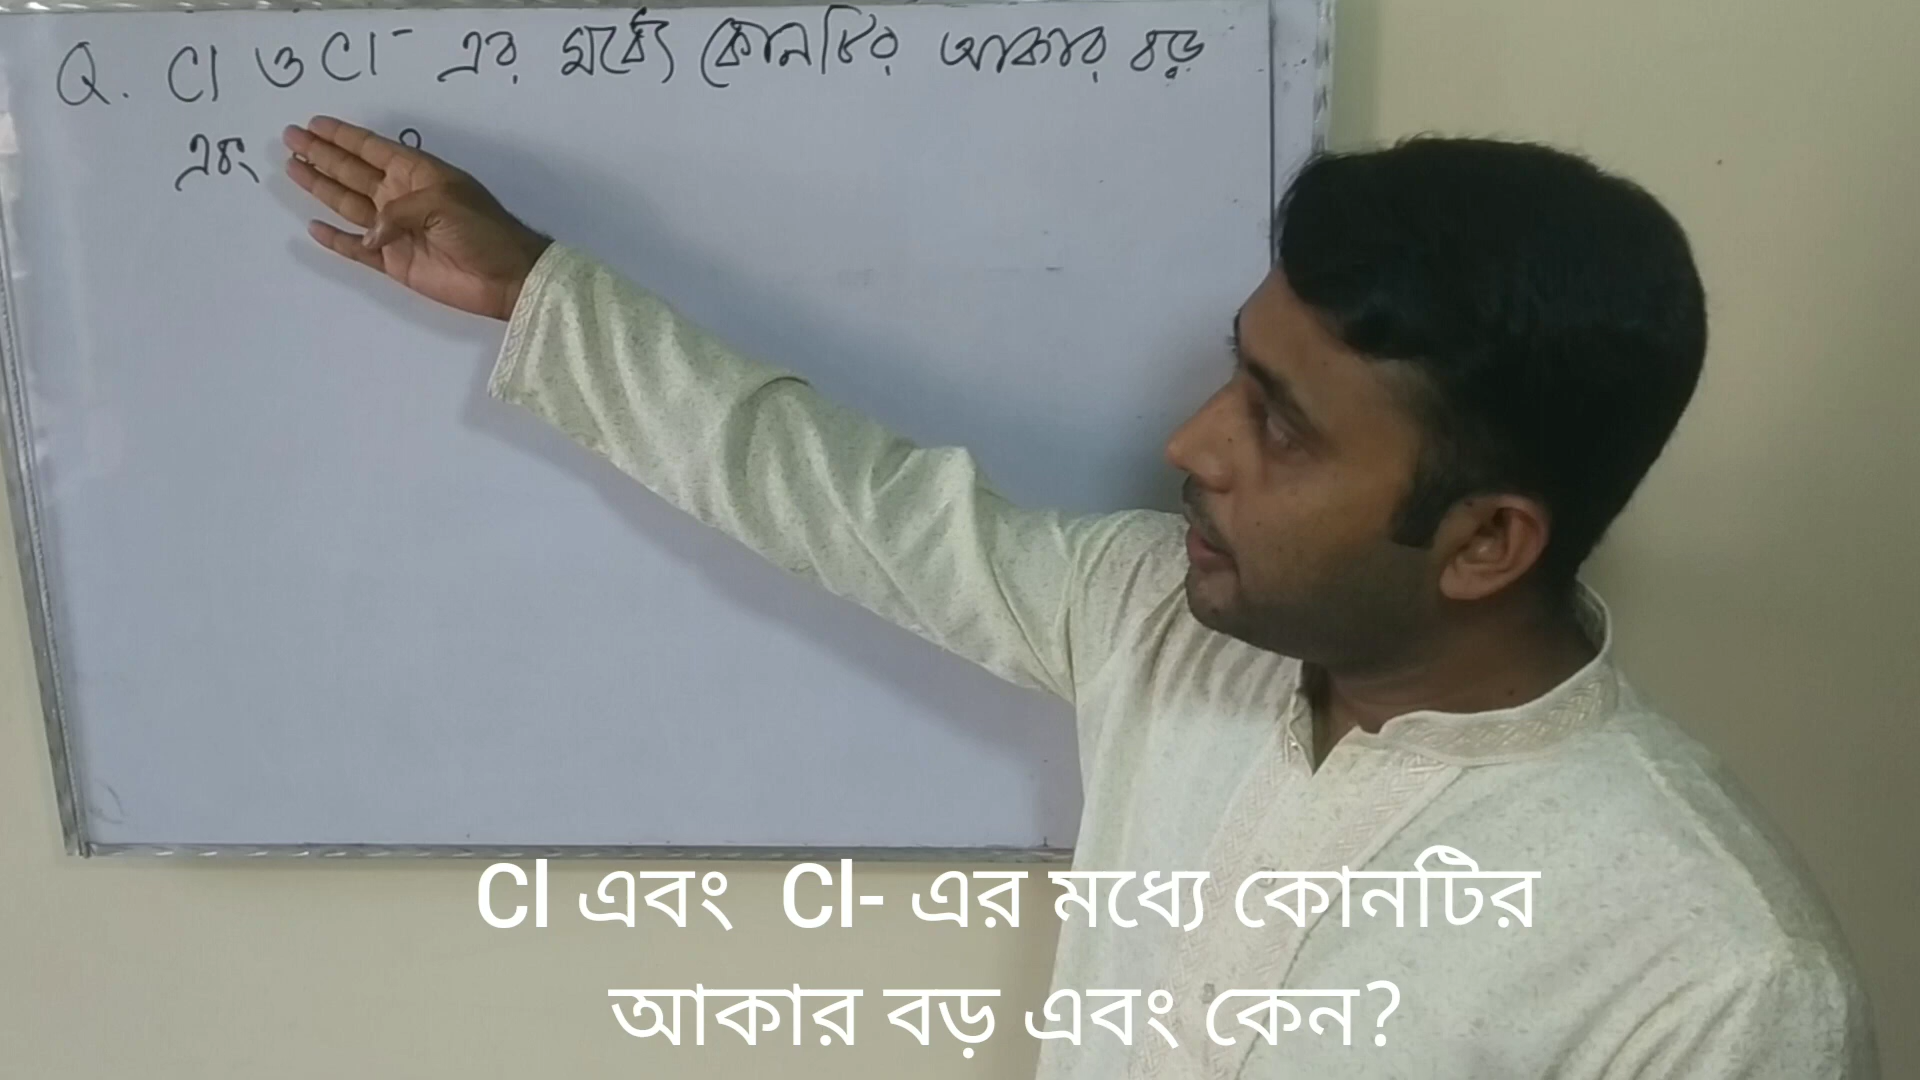 Q. Cl ও Cl⁻ এর মধ্যে কোনটির আকার বড়
এবং
Cl এবং Cl- এর মধ্যে কোনটির
আকার বড় এবং কেন?